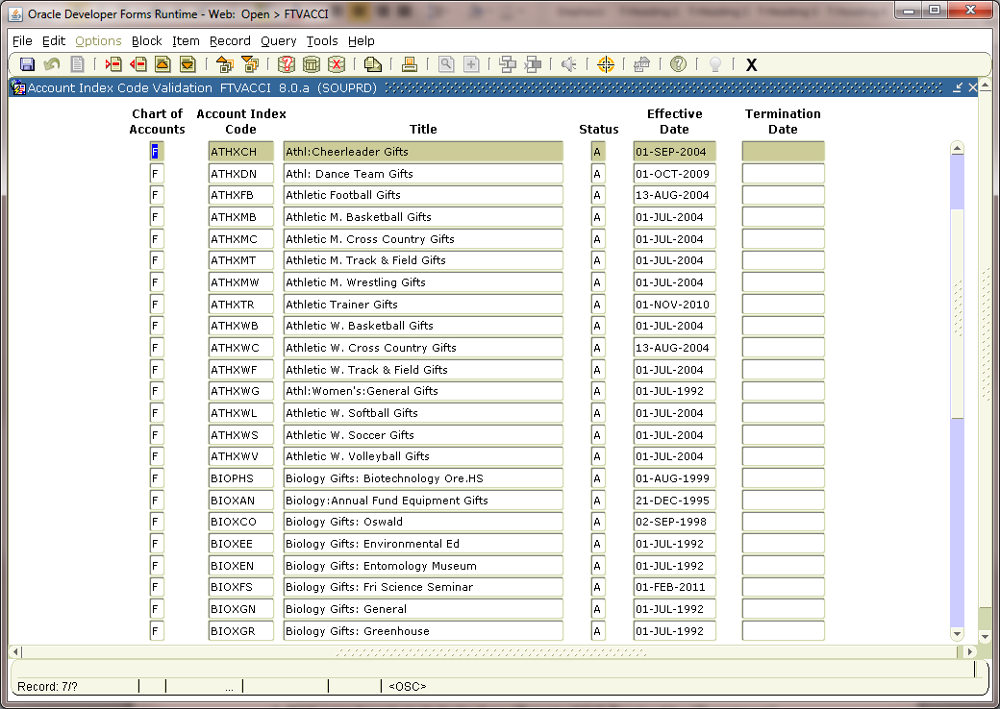 Oracle Developer Forms Runtime - Web: Open > FTVACCI
File Edit Options Block Item Record Query Tools Help
X
Account Index Code Validation FTVACCI 8.0.a (SOUPRD)
Chart of Accounts Account Index Code Title Status Effective Date Termination Date
F ATHXCH Athl:Cheerleader Gifts A 01-SEP-2004
F ATHXDN Athl: Dance Team Gifts A 01-OCT-2009
F ATHXFB Athletic Football Gifts A 13-AUG-2004
F ATHXMB Athletic M. Basketball Gifts A 01-JUL-2004
F ATHXMC Athletic M. Cross Country Gifts A 01-JUL-2004
F ATHXMT Athletic M. Track & Field Gifts A 01-JUL-2004
F ATHXMW Athletic M. Wrestling Gifts A 01-JUL-2004
F ATHXTR Athletic Trainer Gifts A 01-NOV-2010
F ATHXWB Athletic W. Basketball Gifts A 01-JUL-2004
F ATHXWC Athletic W. Cross Country Gifts A 13-AUG-2004
F ATHXWF Athletic W. Track & Field Gifts A 01-JUL-2004
F ATHXWG Athl:Women's:General Gifts A 01-JUL-1992
F ATHXWL Athletic W. Softball Gifts A 01-JUL-2004
F ATHXWS Athletic W. Soccer Gifts A 01-JUL-2004
F ATHXWV Athletic W. Volleyball Gifts A 01-JUL-2004
F BIOPHS Biology Gifts: Biotechnology Ore.HS A 01-AUG-1999
F BIOXAN Biology:Annual Fund Equipment Gifts A 21-DEC-1995
F BIOXCO Biology Gifts: Oswald A 02-SEP-1998
F BIOXEE Biology Gifts: Environmental Ed A 01-JUL-1992
F BIOXEN Biology Gifts: Entomology Museum A 01-JUL-1992
F BIOXFS Biology Gifts: Fri Science Seminar A 01-FEB-2011
F BIOXGN Biology Gifts: General A 01-JUL-1992
F BIOXGR Biology Gifts: Greenhouse A 01-JUL-1992
Record: 7/? ... <OSC>